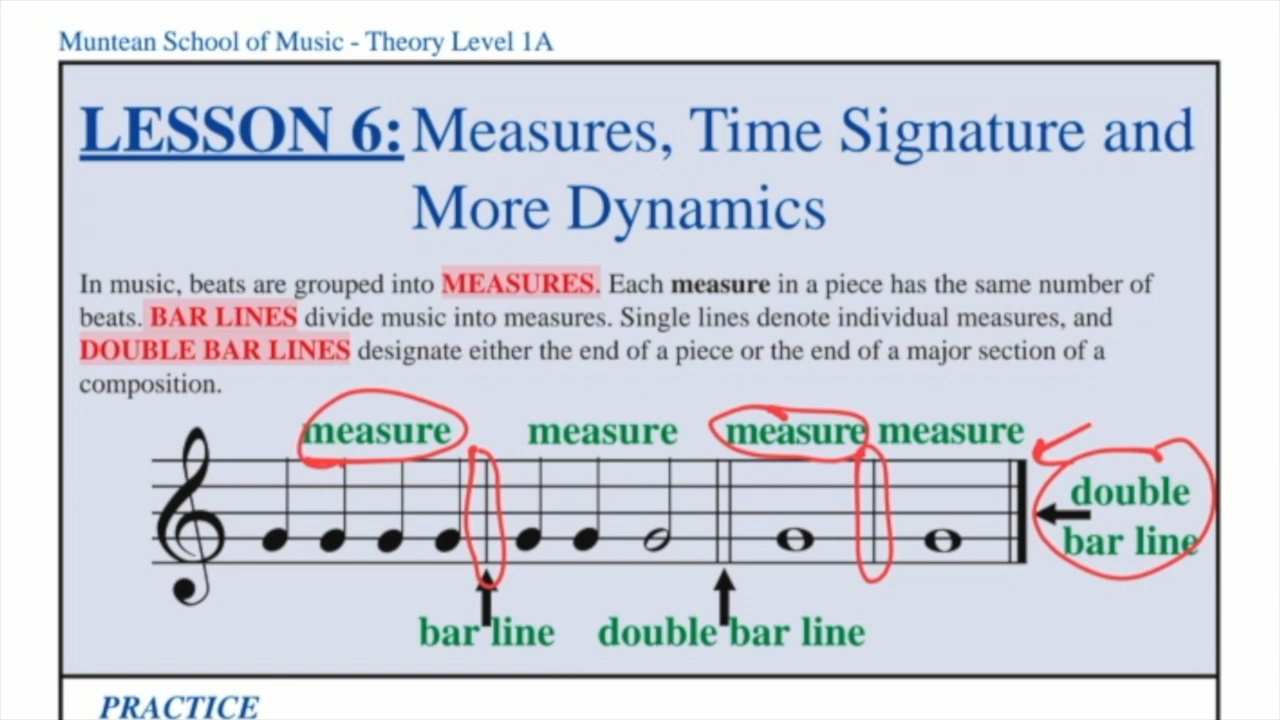 Muntean School of Music - Theory Level 1A
LESSON 6: Measures, Time Signature and
More Dynamics
In music, beats are grouped into MEASURES. Each measure in a piece has the same number of
beats. BAR LINES divide music into measures. Single lines denote individual measures, and
DOUBLE BAR LINES designate either the end of a piece or the end of a major section of a
composition.
measure measure measure measure
double
bar line
bar line double bar line
PRACTICE